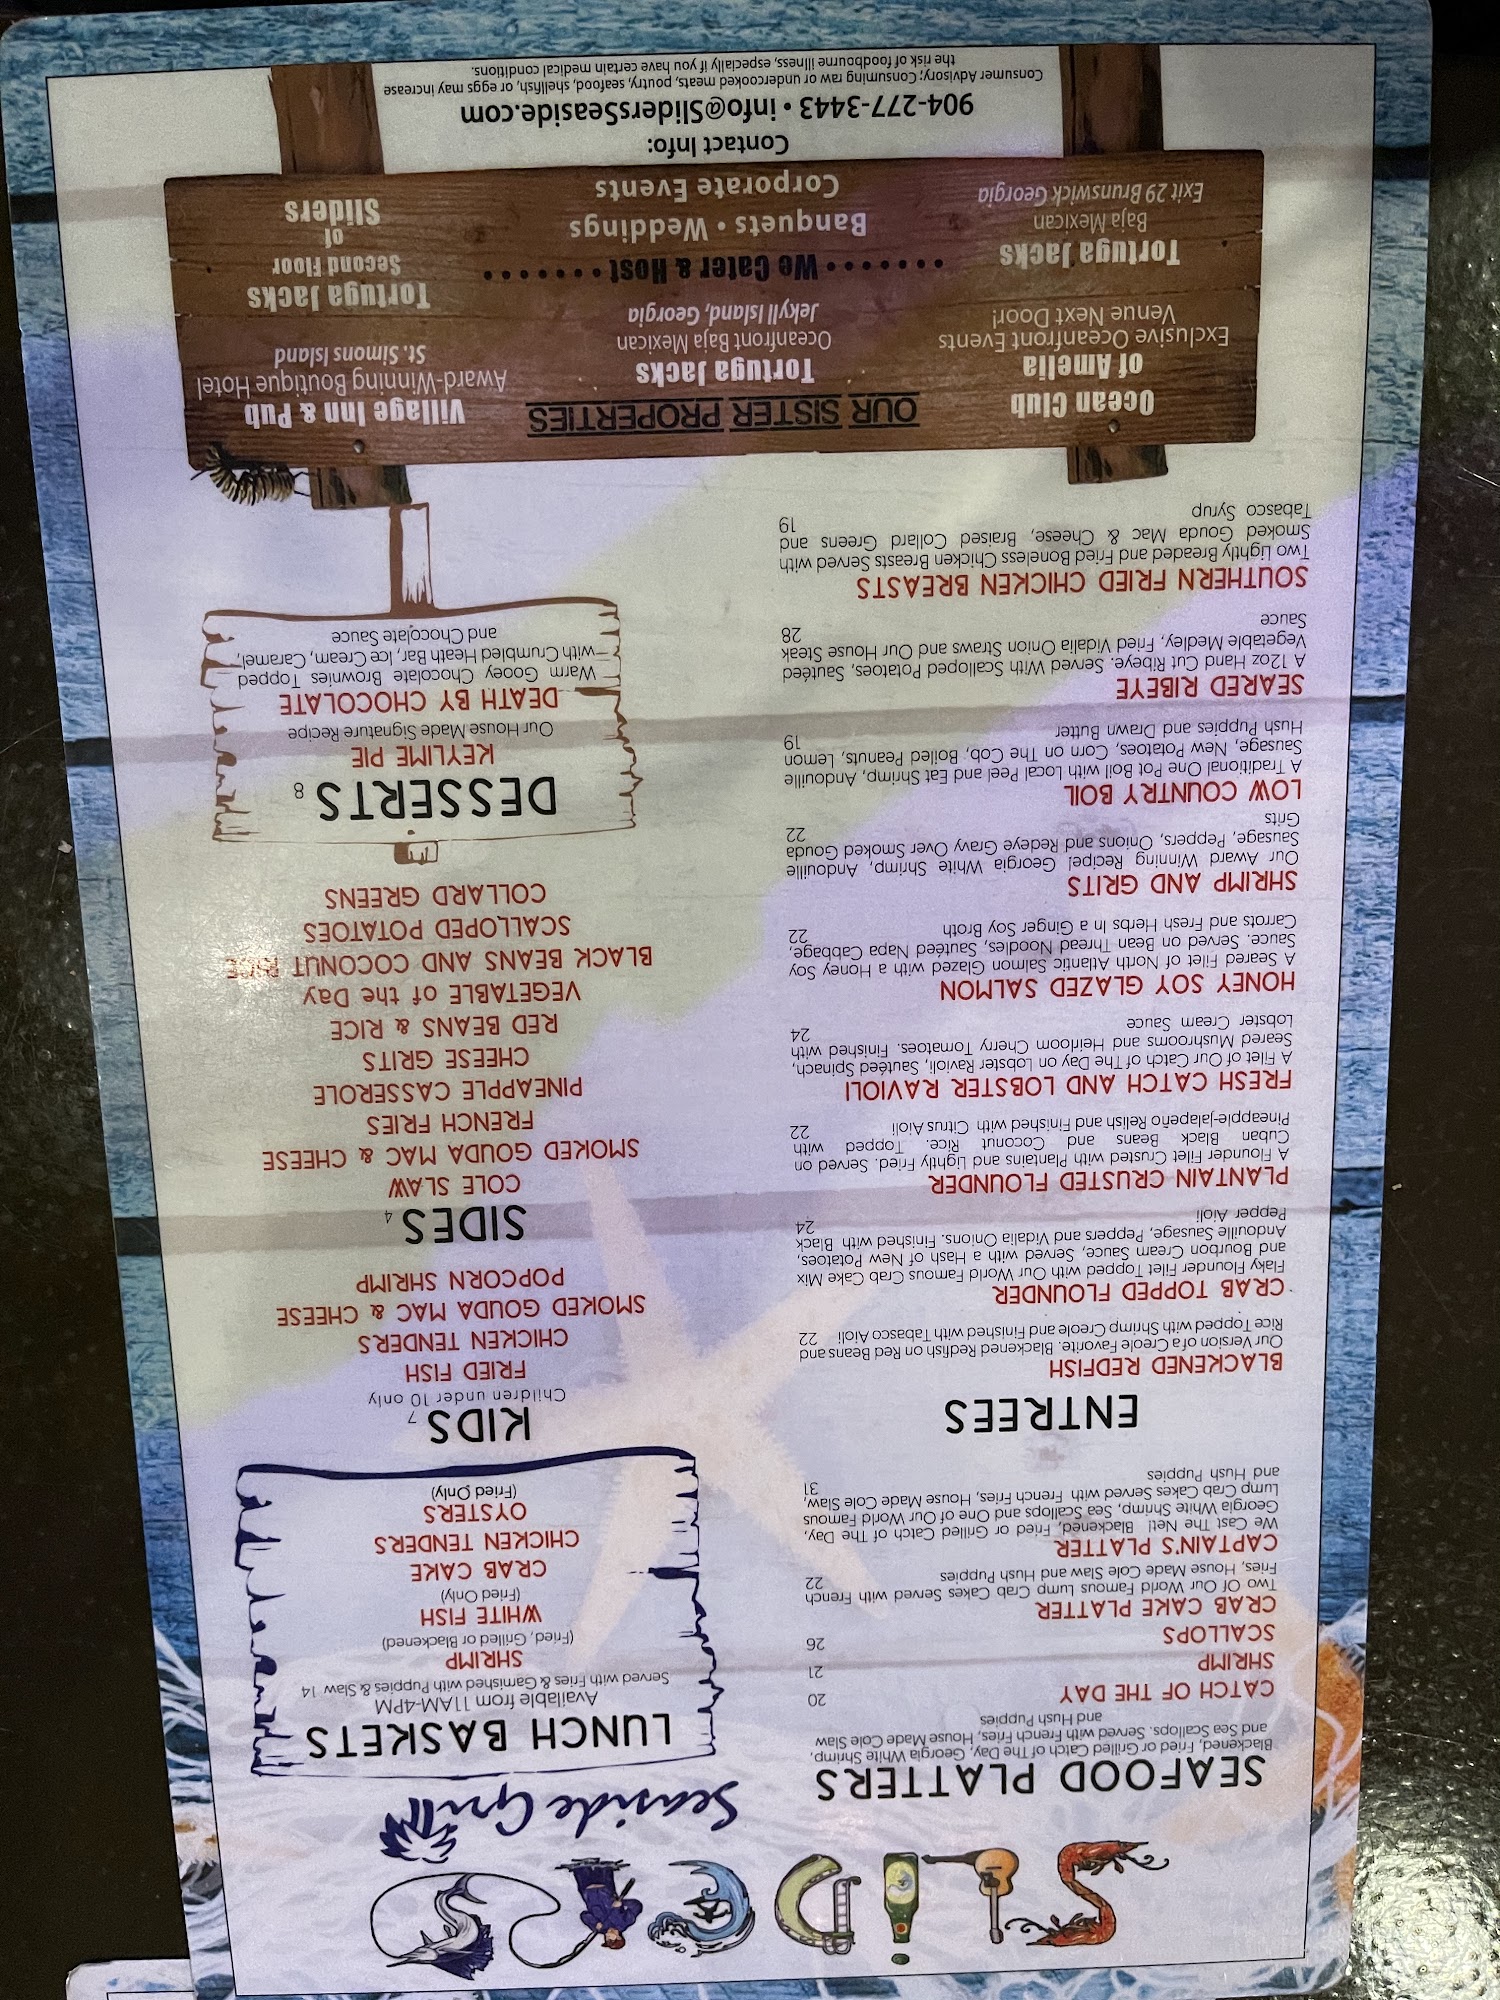 SLIDERS
Seaside Grill
SEAFOOD PLATTERS
Blackened, Fried or Grilled Catch of The Day, Georgia White Shrimp,
and Sea Scallops. Served with French Fries, House Made Cole Slaw
and Hush Puppies
CATCH OF THE DAY 20
SHRIMP 21
SCALLOPS 26
CRAB CAKE PLATTER
Two Of Our World Famous Lump Crab Cakes Served with French
Fries, House Made Cole Slaw and Hush Puppies 22
CAPTAIN'S PLATTER
We Cast The Net! Blackened, Fried or Grilled Catch of The Day,
Georgia White Shrimp, Sea Scallops and One of Our World Famous
Lump Crab Cakes Served with French Fries, House Made Cole Slaw,
and Hush Puppies 31
ENTREES
BLACKENED REDFISH
Our Version of a Creole Favorite. Blackened Redfish on Red Beans and
Rice Topped with Shrimp Creole and Finished with Tabasco Aioli 22
CRAB TOPPED FLOUNDER
Flaky Flounder Filet Topped with Our World Famous Crab Cake Mix
and Bourbon Cream Sauce, Served with a Hash of New Potatoes,
Andouille Sausage, Peppers and Vidalia Onions. Finished with Black
Pepper Aioli 24
PLANTAIN CRUSTED FLOUNDER
A Flounder Filet Crusted with Plantains and Lightly Fried. Served on
Cuban Black Beans and Coconut Rice. Topped with
Pineapple-Jalapeño Relish and Finished with Citrus Aioli 22
FRESH CATCH AND LOBSTER RAVIOLI
A Filet of Our Catch of The Day on Lobster Ravioli, Sautéed Spinach,
Seared Mushrooms and Heirloom Cherry Tomatoes. Finished with
Lobster Cream Sauce 24
HONEY SOY GLAZED SALMON
A Seared Filet of North Atlantic Salmon Glazed with a Honey Soy
Sauce. Served on Bean Thread Noodles, Sautéed Napa Cabbage,
Carrots and Fresh Herbs in a Ginger Soy Broth 22
SHRIMP AND GRITS
Our Award Winning Recipe! Georgia White Shrimp, Andouille
Sausage, Peppers, Onions and Redeye Gravy Over Smoked Gouda
Grits 22
LOW COUNTRY BOIL
A Traditional One Pot Boil with Local Peel and Eat Shrimp, Andouille
Sausage, New Potatoes, Corn on The Cob, Boiled Peanuts, Lemon
Hush Puppies and Drawn Butter 19
SEARED RIBEYE
A 12oz Hand Cut Ribeye. Served With Scalloped Potatoes, Sautéed
Vegetable Medley, Fried Vidalia Onion Straws and Our House Steak
Sauce 28
SOUTHERN FRIED CHICKEN BREASTS
Two Lightly Breaded and Fried Boneless Chicken Breasts Served with
Smoked Gouda Mac & Cheese, Braised Collard Greens and
Tabasco Syrup 19
LUNCH BASKETS
Available from 11AM-4PM
Served with Fries & Garnished with Puppies & Slaw 14
SHRIMP
(Fried, Grilled or Blackened)
WHITE FISH
(Fried Only)
CRAB CAKE
CHICKEN TENDERS
OYSTERS
(Fried Only)
KIDS 7
Children under 10 only
FRIED FISH
CHICKEN TENDERS
SMOKED GOUDA MAC & CHEESE
POPCORN SHRIMP
SIDES 4
COLE SLAW
SMOKED GOUDA MAC & CHEESE
FRENCH FRIES
PINEAPPLE CASSEROLE
CHEESE GRITS
RED BEANS & RICE
VEGETABLE of the Day
BLACK BEANS AND COCONUT RICE
SCALLOPED POTATOES
COLLARD GREENS
DESSERTS 8
KEYLIME PIE
Our House Made Signature Recipe
DEATH BY CHOCOLATE
Warm Gooey Chocolate Brownies Topped
with Crumbled Heath Bar, Ice Cream, Caramel,
and Chocolate Sauce
OUR SISTER PROPERTIES
Ocean Club
of Amelia
Exclusive Oceanfront Events
Venue Next Door!
Tortuga Jacks
Baja Mexican
Exit 29 Brunswick Georgia
Tortuga Jacks
Oceanfront Baja Mexican
Jekyll Island, Georgia
We Cater & Host
Banquets • Weddings
Corporate Events
Village Inn & Pub
Award-Winning Boutique Hotel
St. Simons Island
Tortuga Jacks
Second Floor
of
Sliders
Contact Info:
904-277-3443 • info@SlidersSeaside.com
Consumer Advisory; Consuming raw or undercooked meats, poutry, seafood, shellfish, or eggs may increase
the risk of foodbourne illness, especially if you have certain medical conditions.